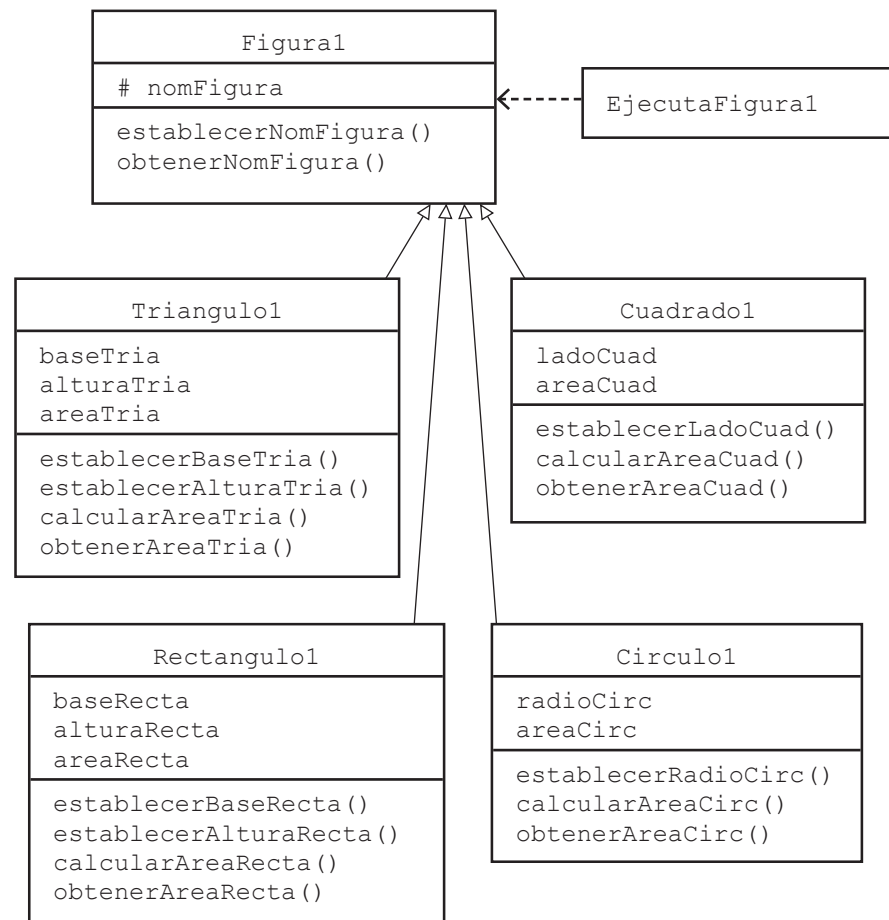 Figura1
# nomFigura
establecerNomFigura()
obtenerNomFigura()
EjecutaFigura1
Triangulo1
baseTria
alturaTria
areaTria
establecerBaseTria()
establecerAlturaTria()
calcularAreaTria()
obtenerAreaTria()
Cuadrado1
ladoCuad
areaCuad
establecerLadoCuad()
calcularAreaCuad()
obtenerAreaCuad()
Rectangulo1
baseRecta
alturaRecta
areaRecta
establecerBaseRecta()
establecerAlturaRecta()
calcularAreaRecta()
obtenerAreaRecta()
Circulo1
radioCirc
areaCirc
establecerRadioCirc()
calcularAreaCirc()
obtenerAreaCirc()